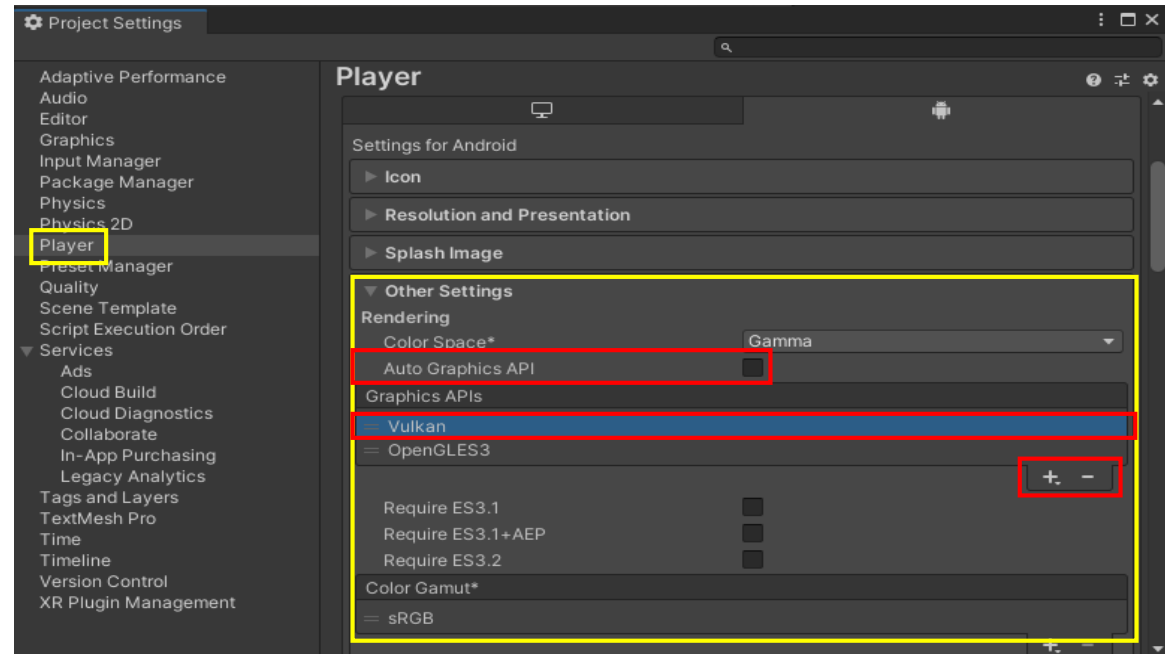 Project Settings
Adaptive Performance
Audio
Editor
Graphics
Input Manager
Package Manager
Physics
Physics 2D
Player
Preset Manager
Quality
Scene Template
Script Execution Order
Services
Ads
Cloud Build
Cloud Diagnostics
Collaborate
In-App Purchasing
Legacy Analytics
Tags and Layers
TextMesh Pro
Time
Timeline
Version Control
XR Plugin Management
Player
Settings for Android
Icon
Resolution and Presentation
Splash Image
Other Settings
Rendering
Color Space* Gamma
Auto Graphics API
Graphics APIs
= Vulkan
= OpenGLES3
+ −
Require ES3.1
Require ES3.1+AEP
Require ES3.2
Color Gamut*
= sRGB
+ −